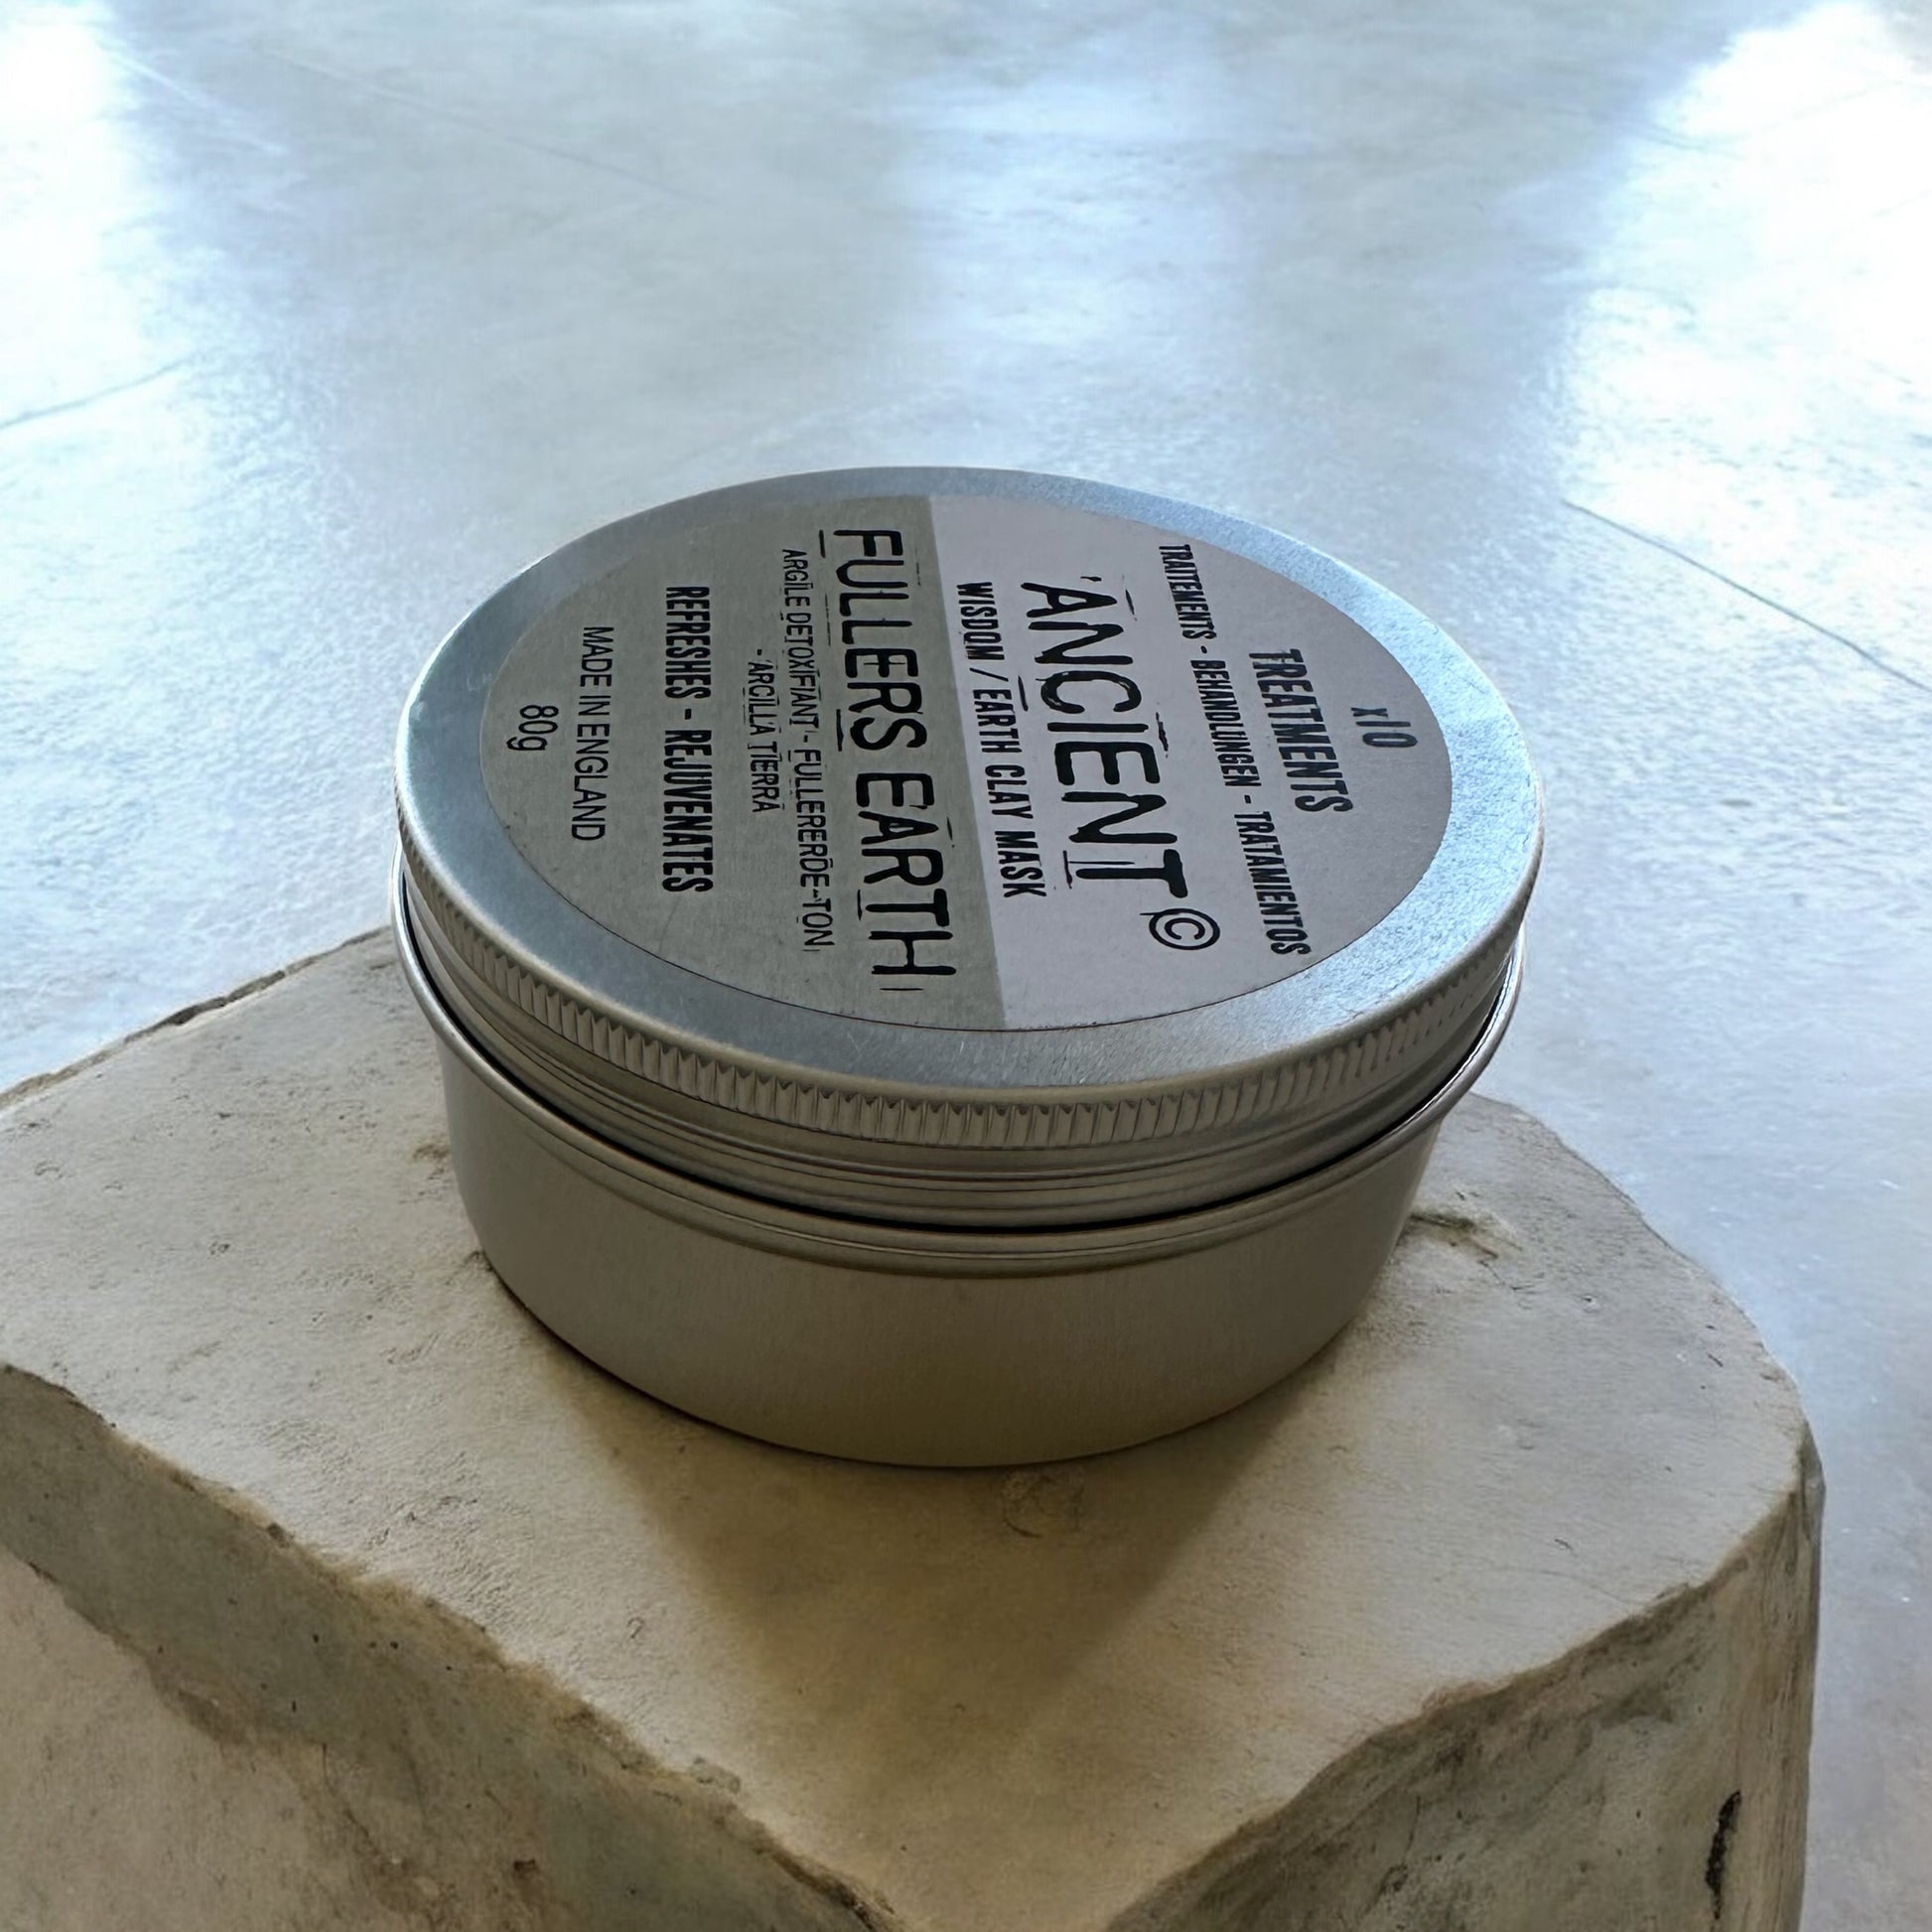 x10
TREATMENTS
TRAITEMENTS - BEHANDLUNGEN - TRATAMIENTOS
ANCIENT©
WISDOM / EARTH CLAY MASK
FULLERS EARTH
ARGILE DETOXIFIANT - FULLERERDE-TON
- ARCILLA TIERRA
REFRESHES - REJUVENATES
MADE IN ENGLAND
80g